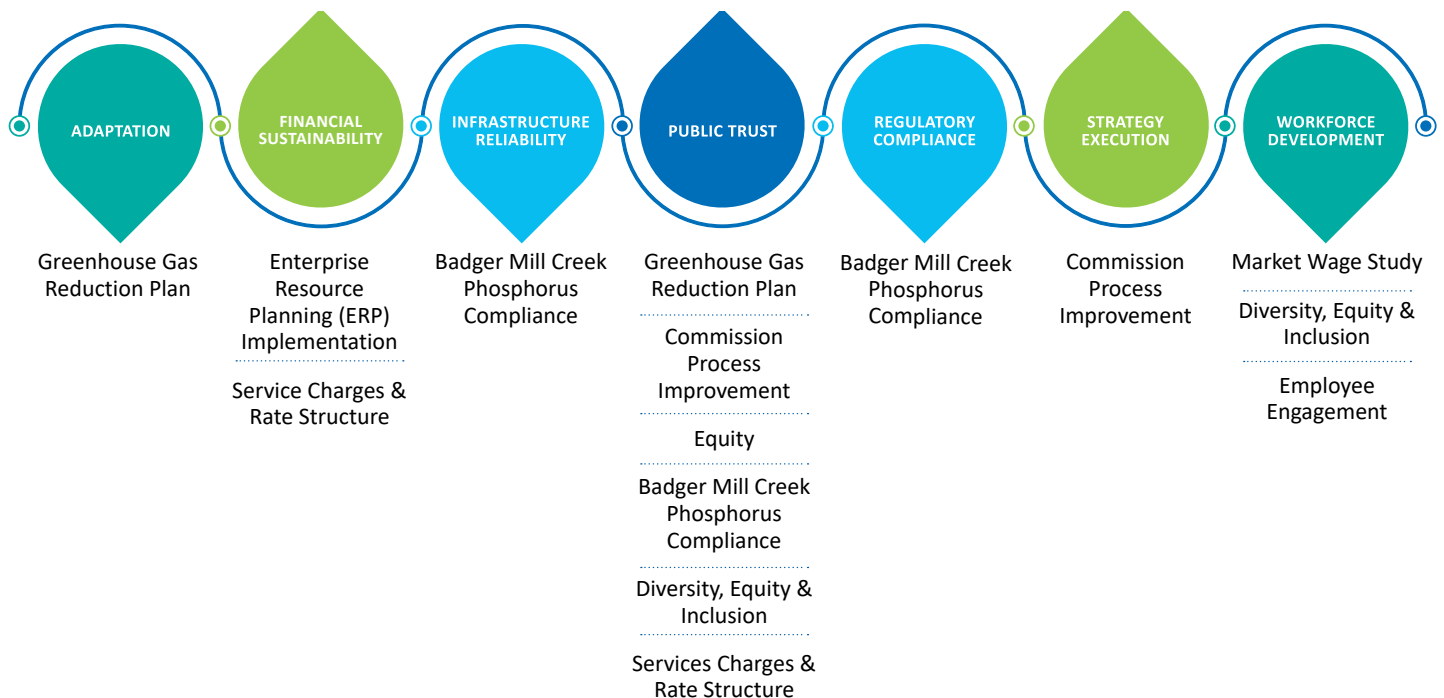 ADAPTATION
Greenhouse Gas
Reduction Plan
FINANCIAL
SUSTAINABILITY
Enterprise
Resource
Planning (ERP)
Implementation
Service Charges &
Rate Structure
INFRASTRUCTURE
RELIABILITY
Badger Mill Creek
Phosphorus
Compliance
PUBLIC TRUST
Greenhouse Gas
Reduction Plan
Commission
Process
Improvement
Equity
Badger Mill Creek
Phosphorus
Compliance
Diversity, Equity &
Inclusion
Services Charges &
Rate Structure
REGULATORY
COMPLIANCE
Badger Mill Creek
Phosphorus
Compliance
STRATEGY
EXECUTION
Commission
Process
Improvement
WORKFORCE
DEVELOPMENT
Market Wage Study
Diversity, Equity &
Inclusion
Employee
Engagement